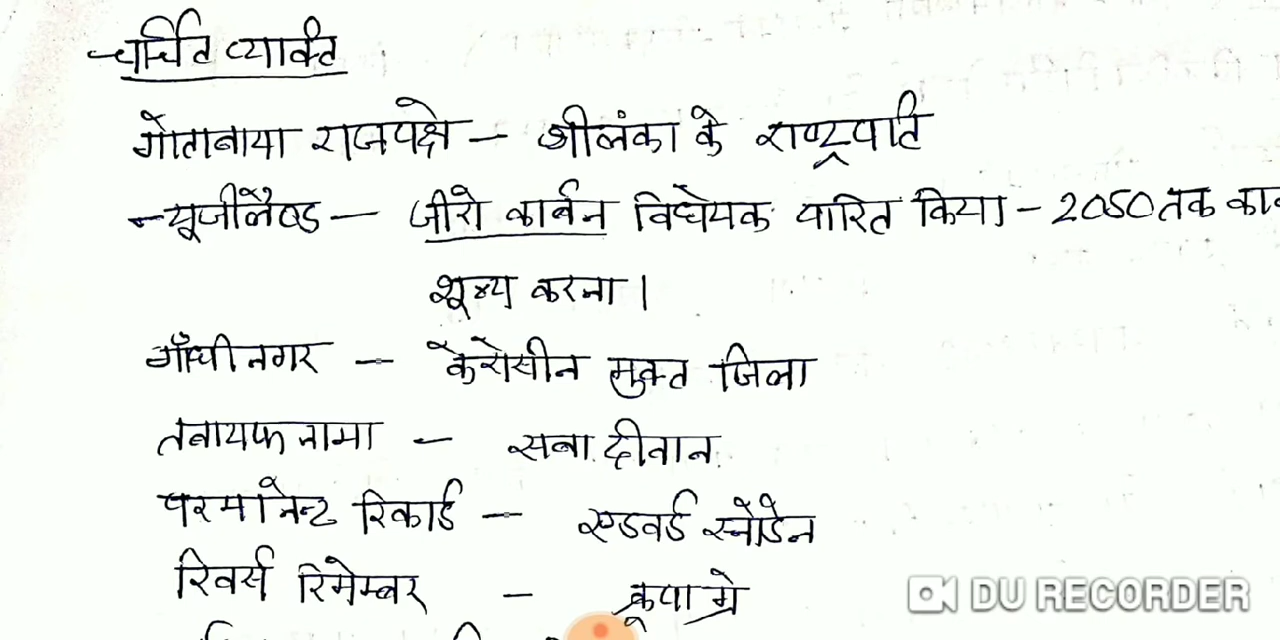 चर्चित व्यक्ति
गोताबाया राजपक्षे – श्रीलंका के राष्ट्रपति
न्यूजीलैण्ड – जीरो कार्बन विधेयक पारित किया – 2050 तक
शून्य करना।
गाँधीनगर – केरोसीन मुक्त जिला
तवायफनामा – सबा दीवान
परमानेन्ट रिकार्ड – एडवर्ड स्नोडेन
रिवर्स रिमेम्बर – कृपा ग्रे
DU RECORDER